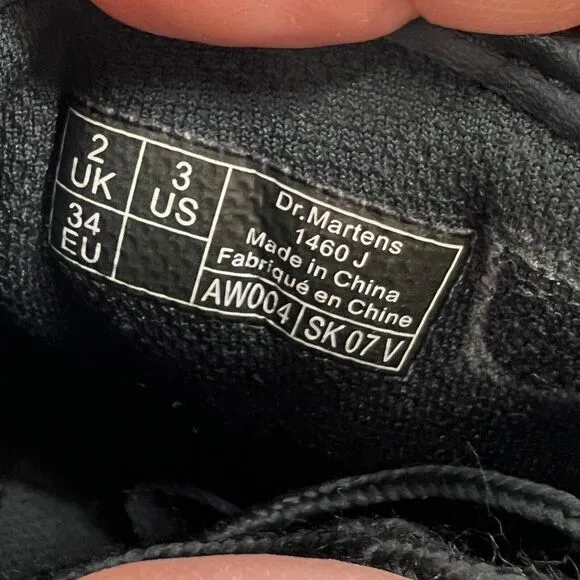 2
UK
3
US
34
EU
Dr.Martens
1460 J
Made in China
Fabriqué en Chine
AW004 SK 07 V